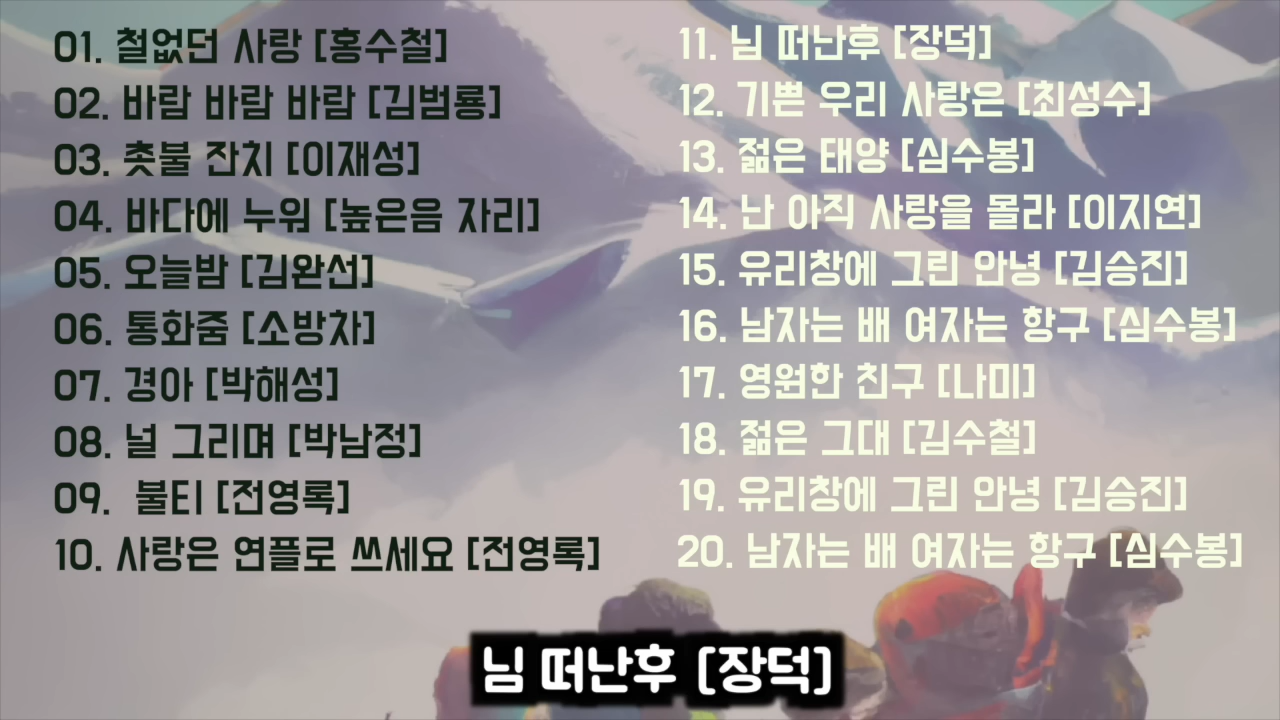 01. 철없던 사랑 [홍수철]
02. 바람 바람 바람 [김범룡]
03. 촛불 잔치 [이재성]
04. 바다에 누워 [높은음 자리]
05. 오늘밤 [김완선]
06. 통화중 [소방차]
07. 경아 [박혜성]
08. 널 그리며 [박남정]
09. 불티 [전영록]
10. 사랑은 연플로 쓰세요 [전영록]
11. 님 떠난후 [장덕]
12. 기쁜 우리 사랑은 [최성수]
13. 젊은 태양 [심수봉]
14. 난 아직 사랑을 몰라 [이지연]
15. 유리창에 그린 안녕 [김승진]
16. 남자는 배 여자는 항구 [심수봉]
17. 영원한 친구 [나미]
18. 젊은 그대 [김수철]
19. 유리창에 그린 안녕 [김승진]
20. 남자는 배 여자는 항구 [심수봉]
님 떠난후 [장덕]